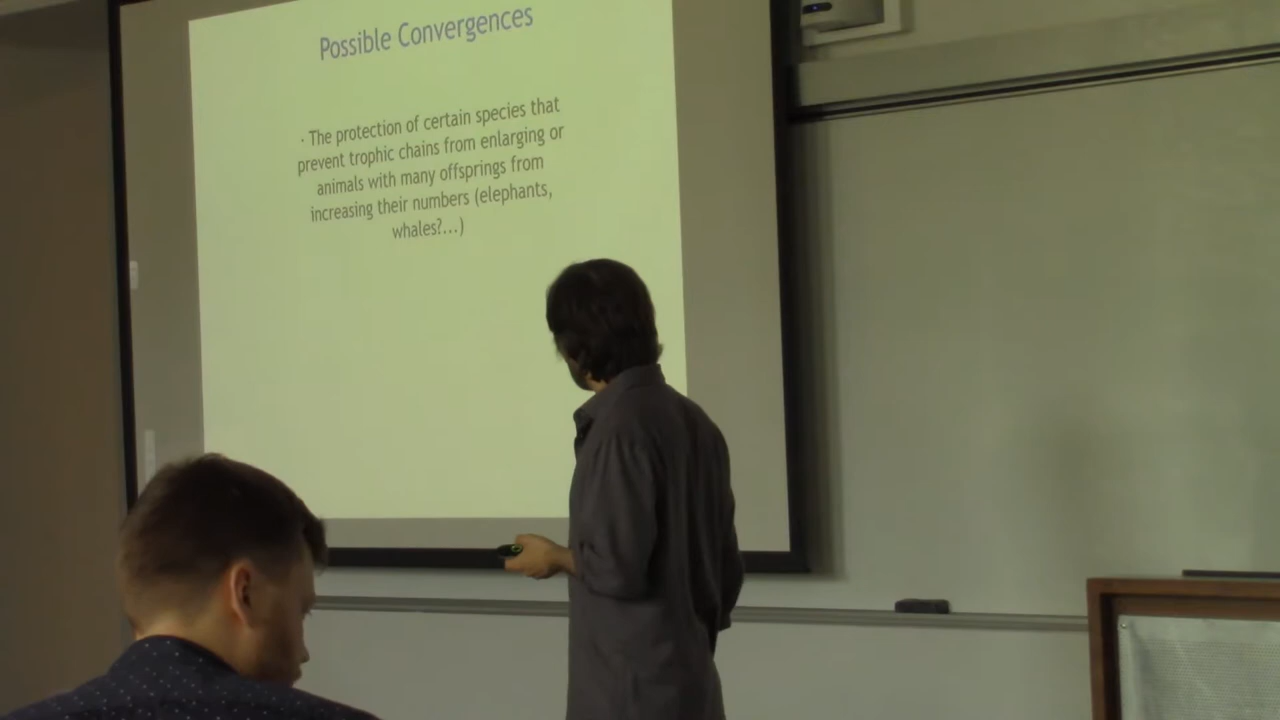 Possible Convergences
· The protection of certain species that
prevent trophic chains from enlarging or
animals with many offsprings from
increasing their numbers (elephants,
whales?...)